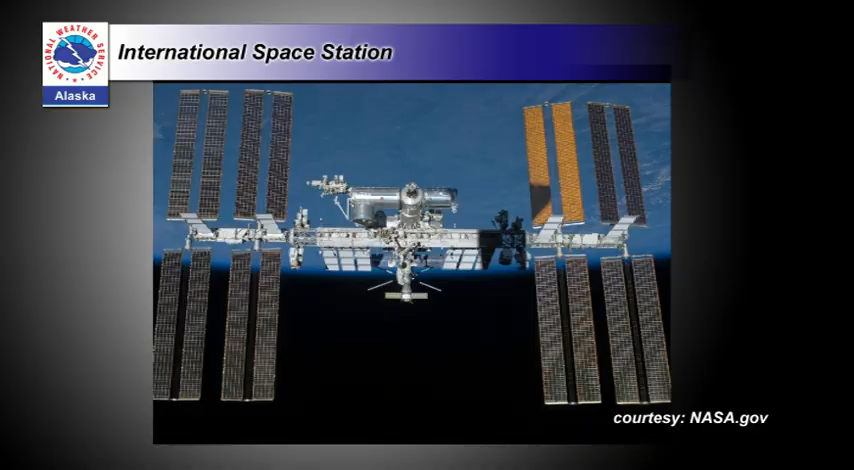 NATIONAL WEATHER SERVICE
Alaska
International Space Station
courtesy: NASA.gov